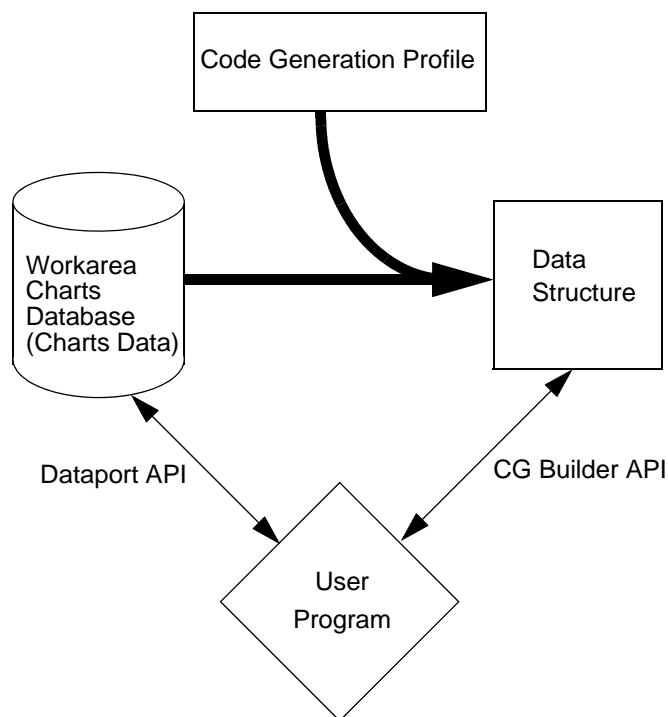 Code Generation Profile
Workarea
Charts
Database
(Charts Data)
Data
Structure
Dataport API
CG Builder API
User
Program